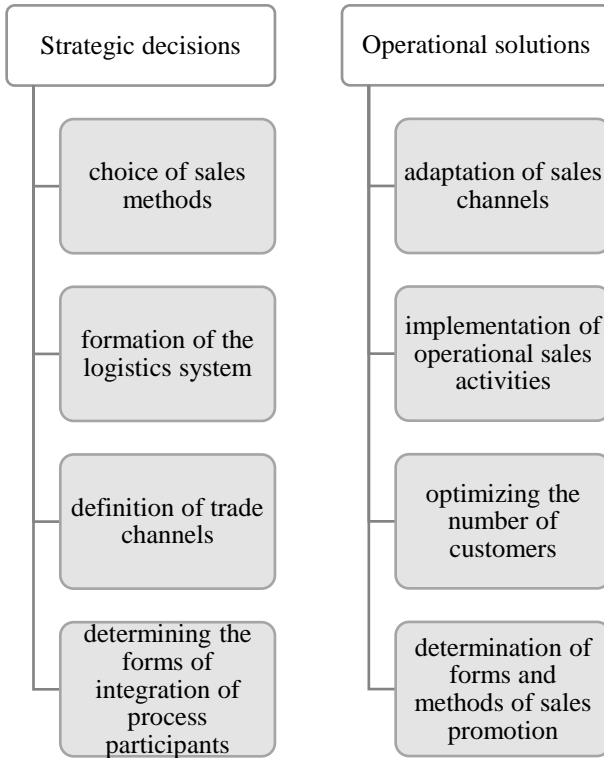 Strategic decisions
choice of sales
methods
formation of the
logistics system
definition of trade
channels
determining the
forms of
integration of
process
participants
Operational solutions
adaptation of sales
channels
implementation of
operational sales
activities
optimizing the
number of
customers
determination of
forms and
methods of sales
promotion